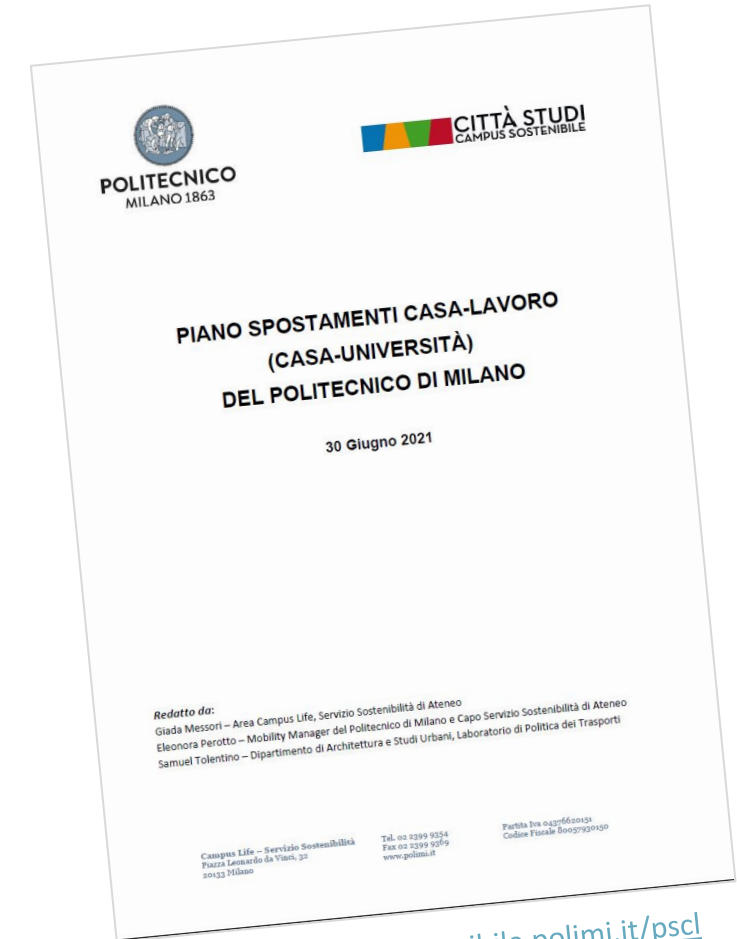 POLITECNICO
MILANO 1863
CITTÀ STUDI
CAMPUS SOSTENIBILE
PIANO SPOSTAMENTI CASA-LAVORO
(CASA-UNIVERSITÀ)
DEL POLITECNICO DI MILANO
30 Giugno 2021
Redatto da:
Giada Messori – Area Campus Life, Servizio Sostenibilità di Ateneo
Eleonora Perotto – Mobility Manager del Politecnico di Milano e Capo Servizio Sostenibilità di Ateneo
Samuel Tolentino – Dipartimento di Architettura e Studi Urbani, Laboratorio di Politica dei Trasporti
Campus Life – Servizio Sostenibilità
Piazza Leonardo da Vinci, 32
20133 Milano
Tel. 02 2399 9354
Fax 02 2399 9369
www.polimi.it
Partita Iva 04376620151
Codice Fiscale 80057930150
polimi.it/pscl